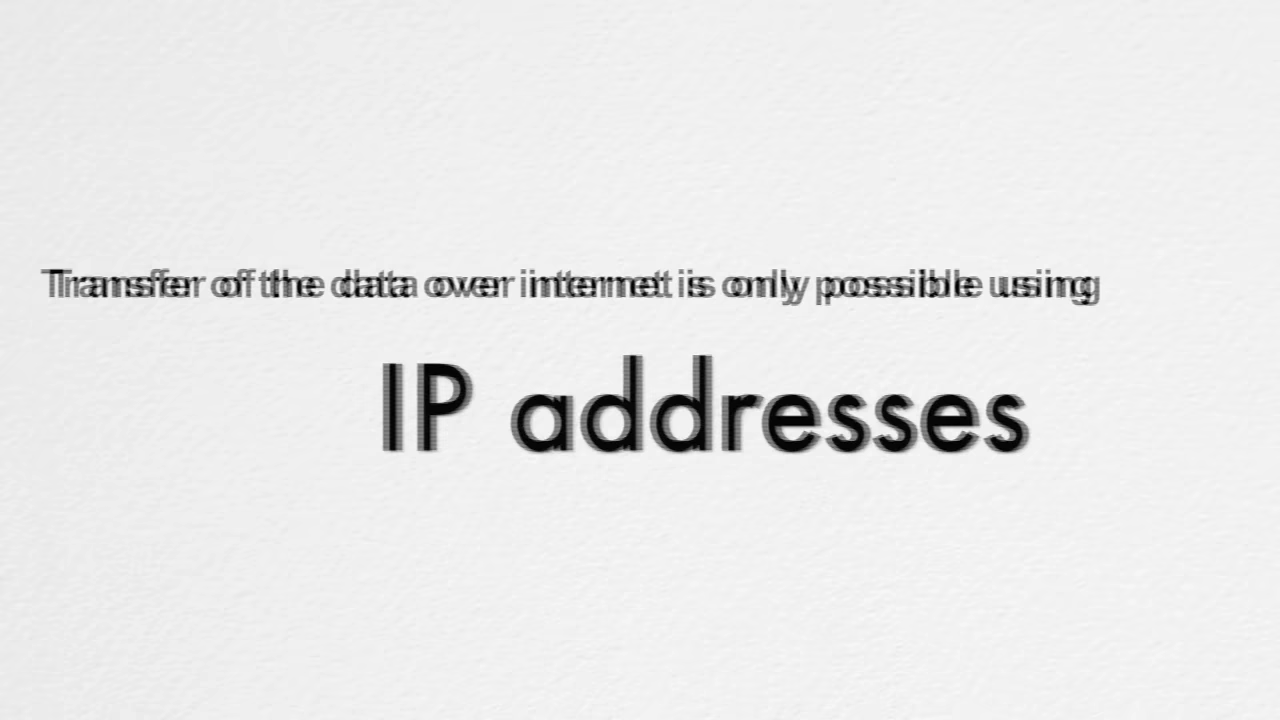 Transfer of the data over internet is only possible using
IP addresses